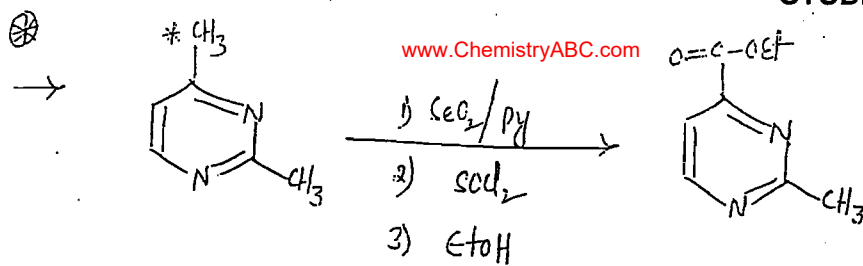 * CH3
www.ChemistryABC.com
O=C-OEt
N
N
CH3
1) SeO2/py
2) SOCl2
3) EtOH
N
N
CH3